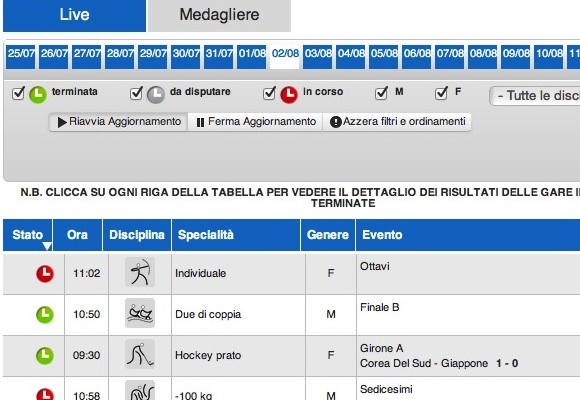 Live
Medagliere
25/07 26/07 27/07 28/07 29/07 30/07 31/07 01/08 02/08 03/08 04/08 05/08 06/08 07/08 08/08 09/08 10/08 11
terminata da disputare in corso M F - Tutte le disci
Riavvia Aggiornamento Ferma Aggiornamento Azzera filtri e ordinamenti
N.B. CLICCA SU OGNI RIGA DELLA TABELLA PER VEDERE IL DETTAGLIO DEI RISULTATI DELLE GARE I
TERMINATE
Stato Ora Disciplina Specialità Genere Evento
11:02 Individuale F Ottavi
10:50 Due di coppia M Finale B
09:30 Hockey prato F Girone A
Corea Del Sud - Giappone 1 - 0
10:58 -100 kg M Sedicesimi